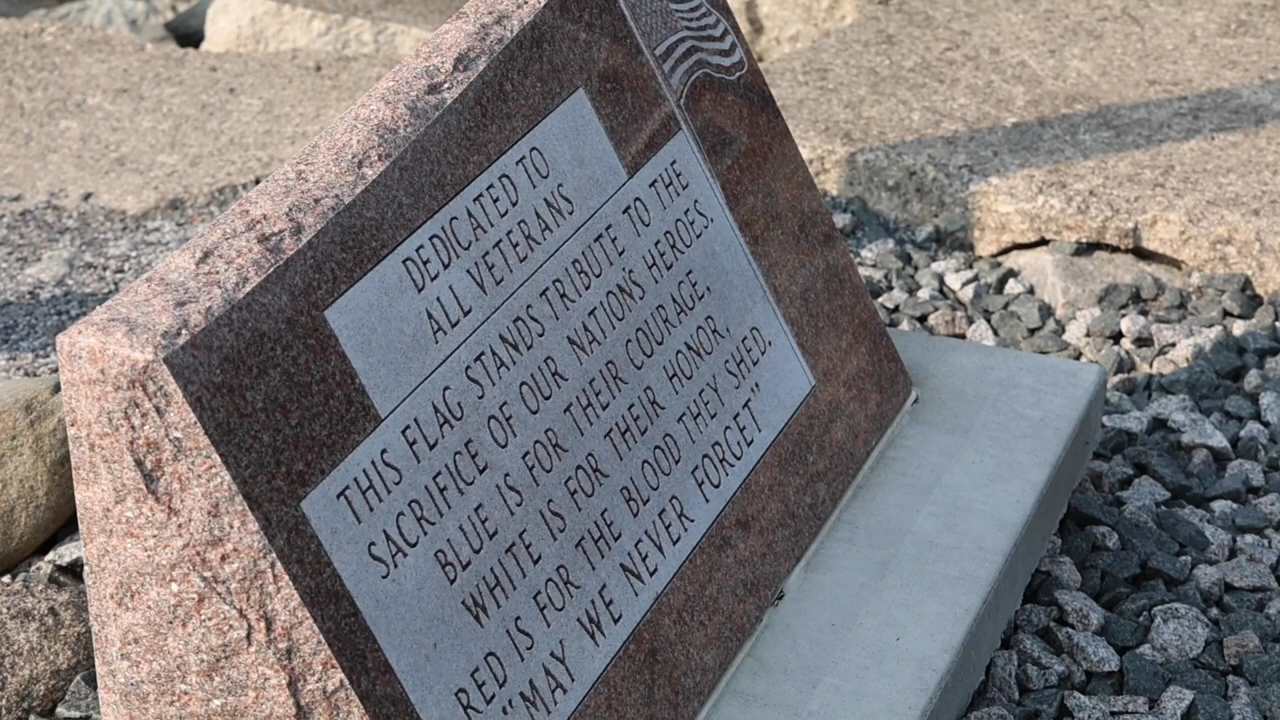 DEDICATED TO
ALL VETERANS
THIS FLAG STANDS TRIBUTE TO THE
SACRIFICE OF OUR NATION'S HEROES.
BLUE IS FOR THEIR COURAGE,
WHITE IS FOR THEIR HONOR,
RED IS FOR THE BLOOD THEY SHED.
"MAY WE NEVER FORGET"